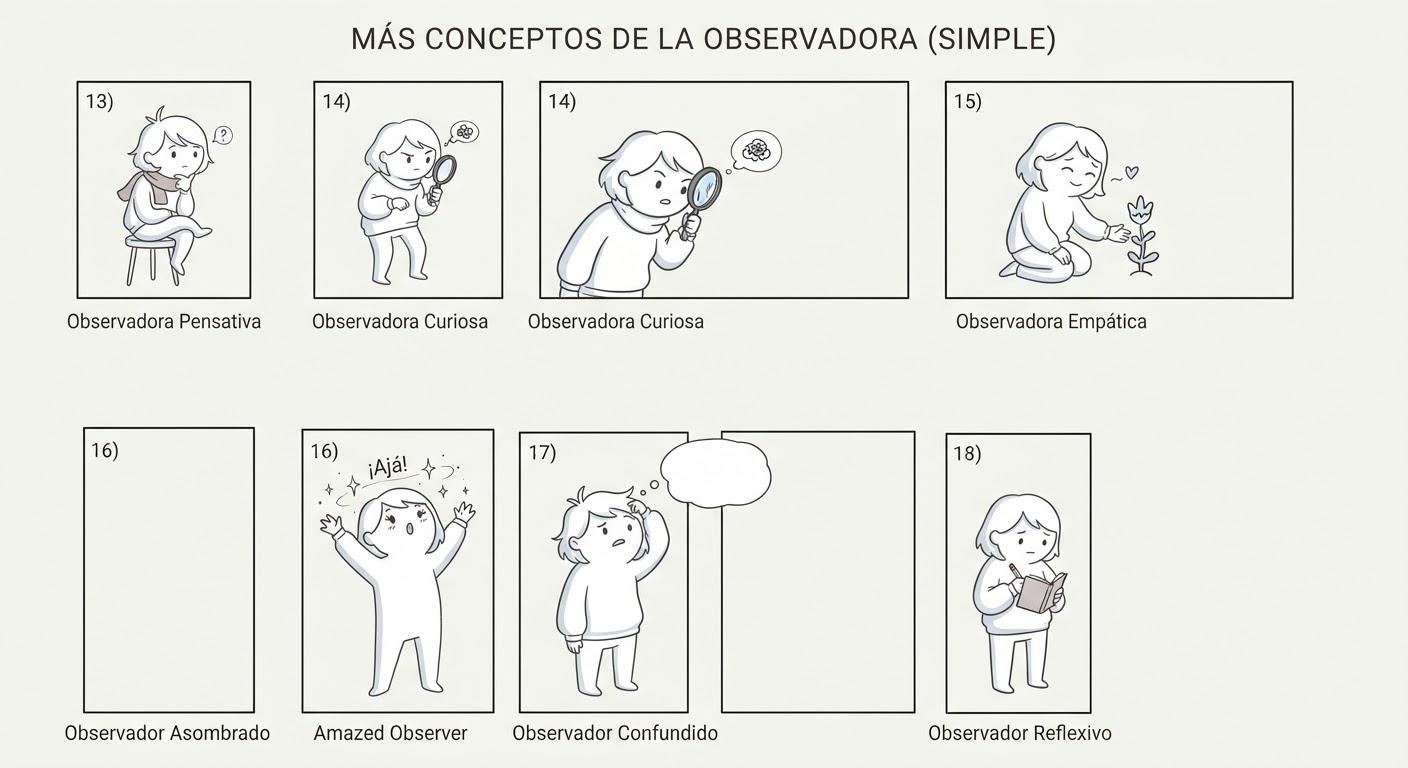 MÁS CONCEPTOS DE LA OBSERVADORA (SIMPLE)
13)
?
Observadora Pensativa
14)
Observadora Curiosa
14)
Observadora Curiosa
15)
Observadora Empática
16)
Observador Asombrado
16)
¡Ajá!
Amazed Observer
17)
Observador Confundido
18)
Observador Reflexivo